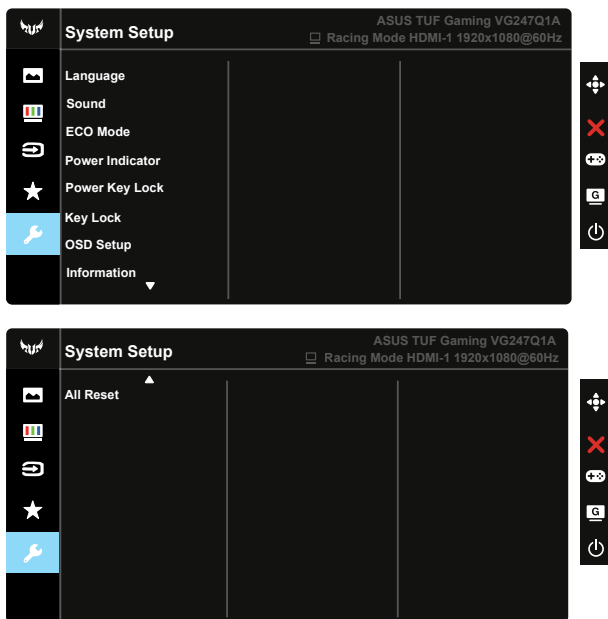 System Setup
ASUS TUF Gaming VG247Q1A
Racing Mode HDMI-1 1920x1080@60Hz
Language
Sound
ECO Mode
Power Indicator
Power Key Lock
Key Lock
OSD Setup
Information
G
System Setup
ASUS TUF Gaming VG247Q1A
Racing Mode HDMI-1 1920x1080@60Hz
All Reset
G